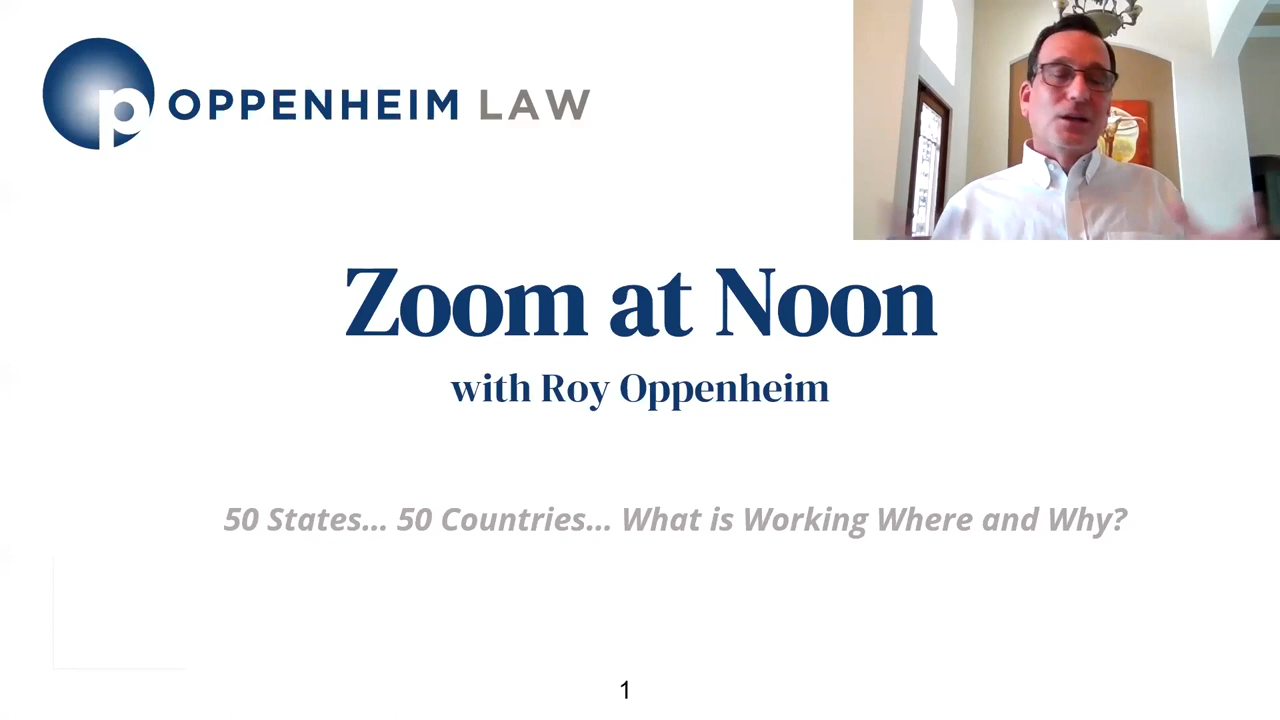 OPPENHEIM LAW
Zoom at Noon
with Roy Oppenheim
50 States... 50 Countries... What is Working Where and Why?
1